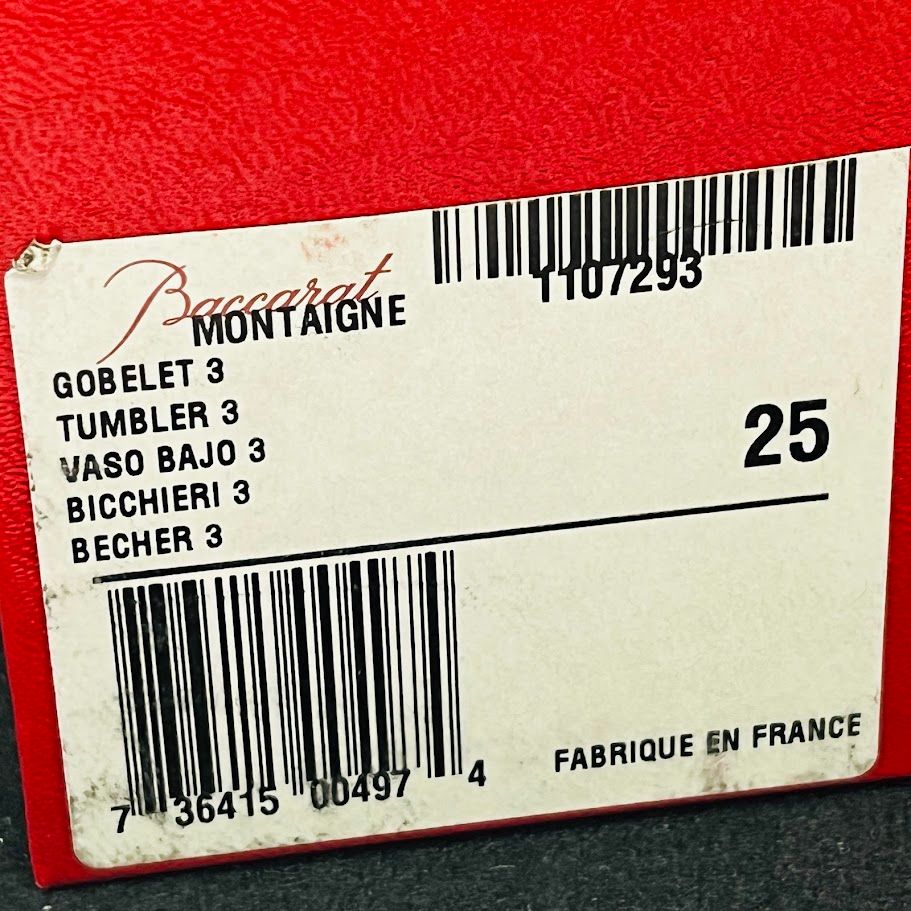 1107293
Baccarat
MONTAIGNE
GOBELET 3
TUMBLER 3
VASO BAJO 3
BICCHIERI 3
BECHER 3
25
7 36415 00497 4
FABRIQUE EN FRANCE